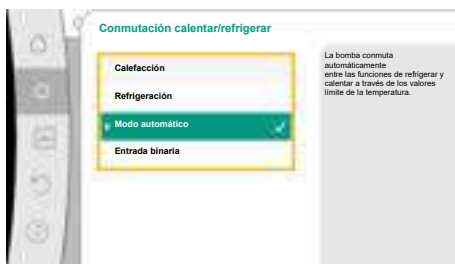 Conmutación calentar/refrigerar
Calefacción
Refrigeración
Modo automático
Entrada binaria
La bomba conmuta
automáticamente
entre las funciones de refrigerar y
calentar a través de los valores
límite de la temperatura.